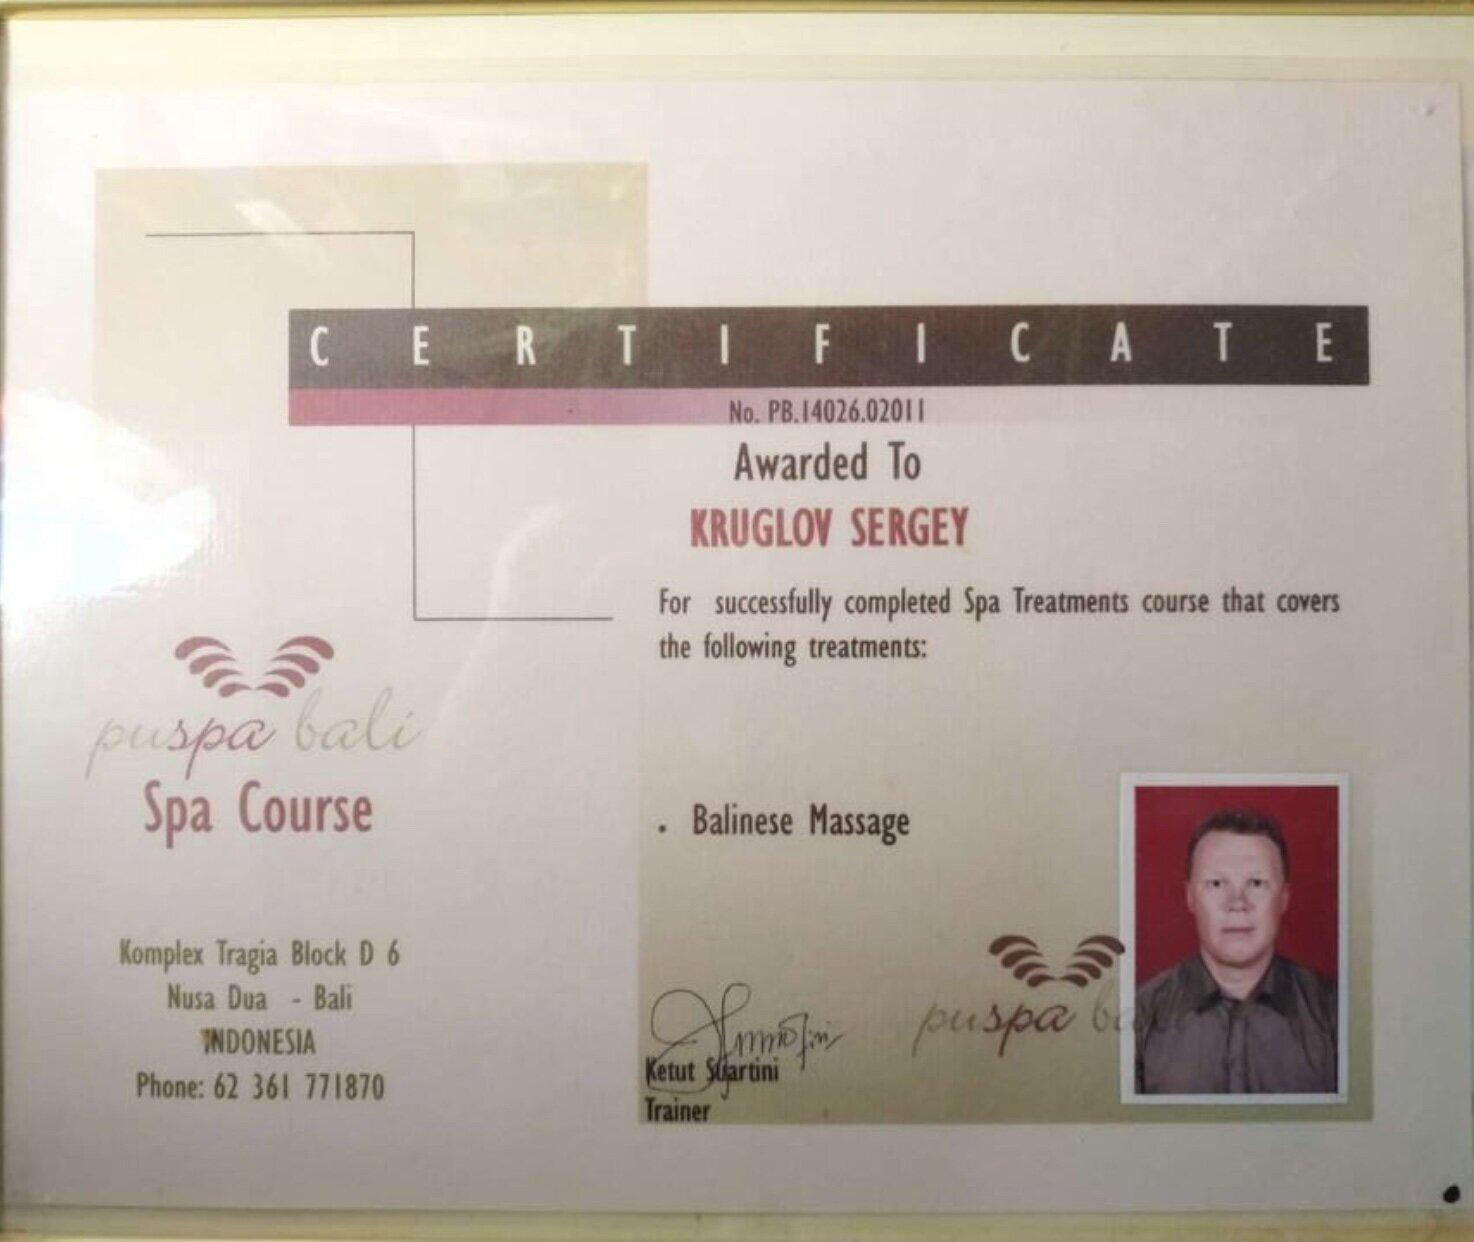 CERTIFICATE
No. PB.14026.02011
Awarded To
KRUGLOV SERGEY
For successfully completed Spa Treatments course that covers
the following treatments:
puspa bali
Spa Course
. Balinese Massage
Komplex Tragia Block D 6
Nusa Dua - Bali
INDONESIA
Phone: 62 361 771870
puspa
Ketut Suartini
Trainer